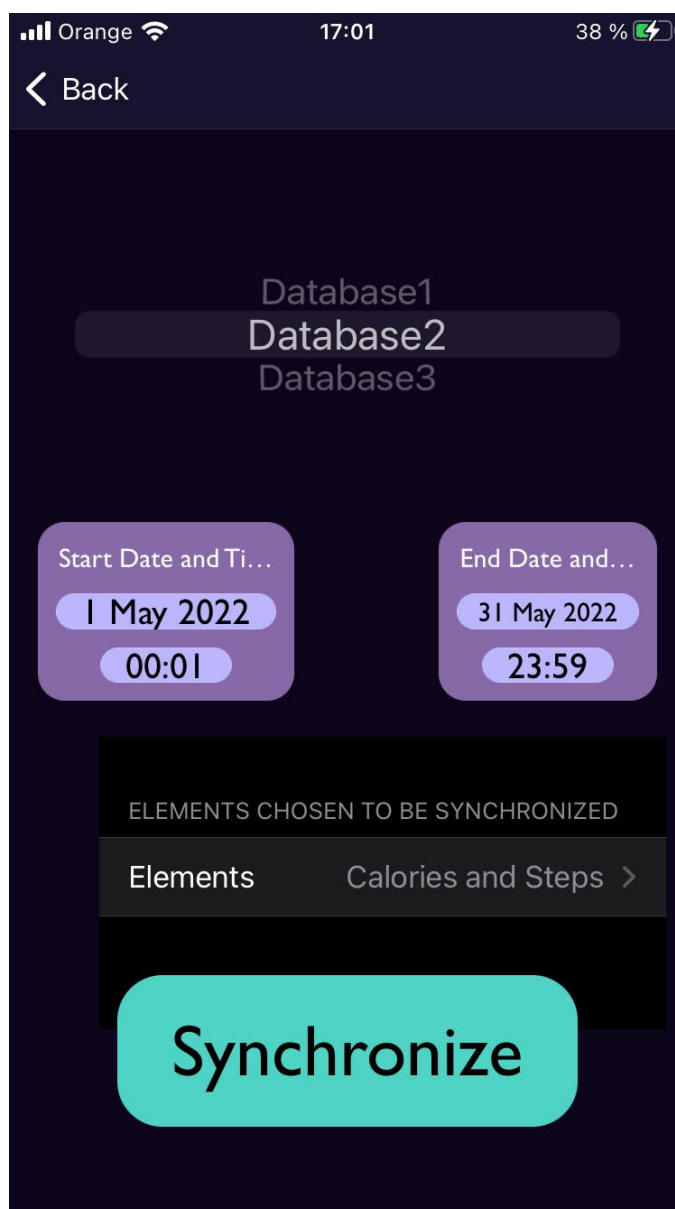 Orange 17:01 38 %
Back
Database1
Database2
Database3
Start Date and Ti... End Date and...
1 May 2022 31 May 2022
00:01 23:59
ELEMENTS CHOSEN TO BE SYNCHRONIZED
Elements Calories and Steps >
Synchronize